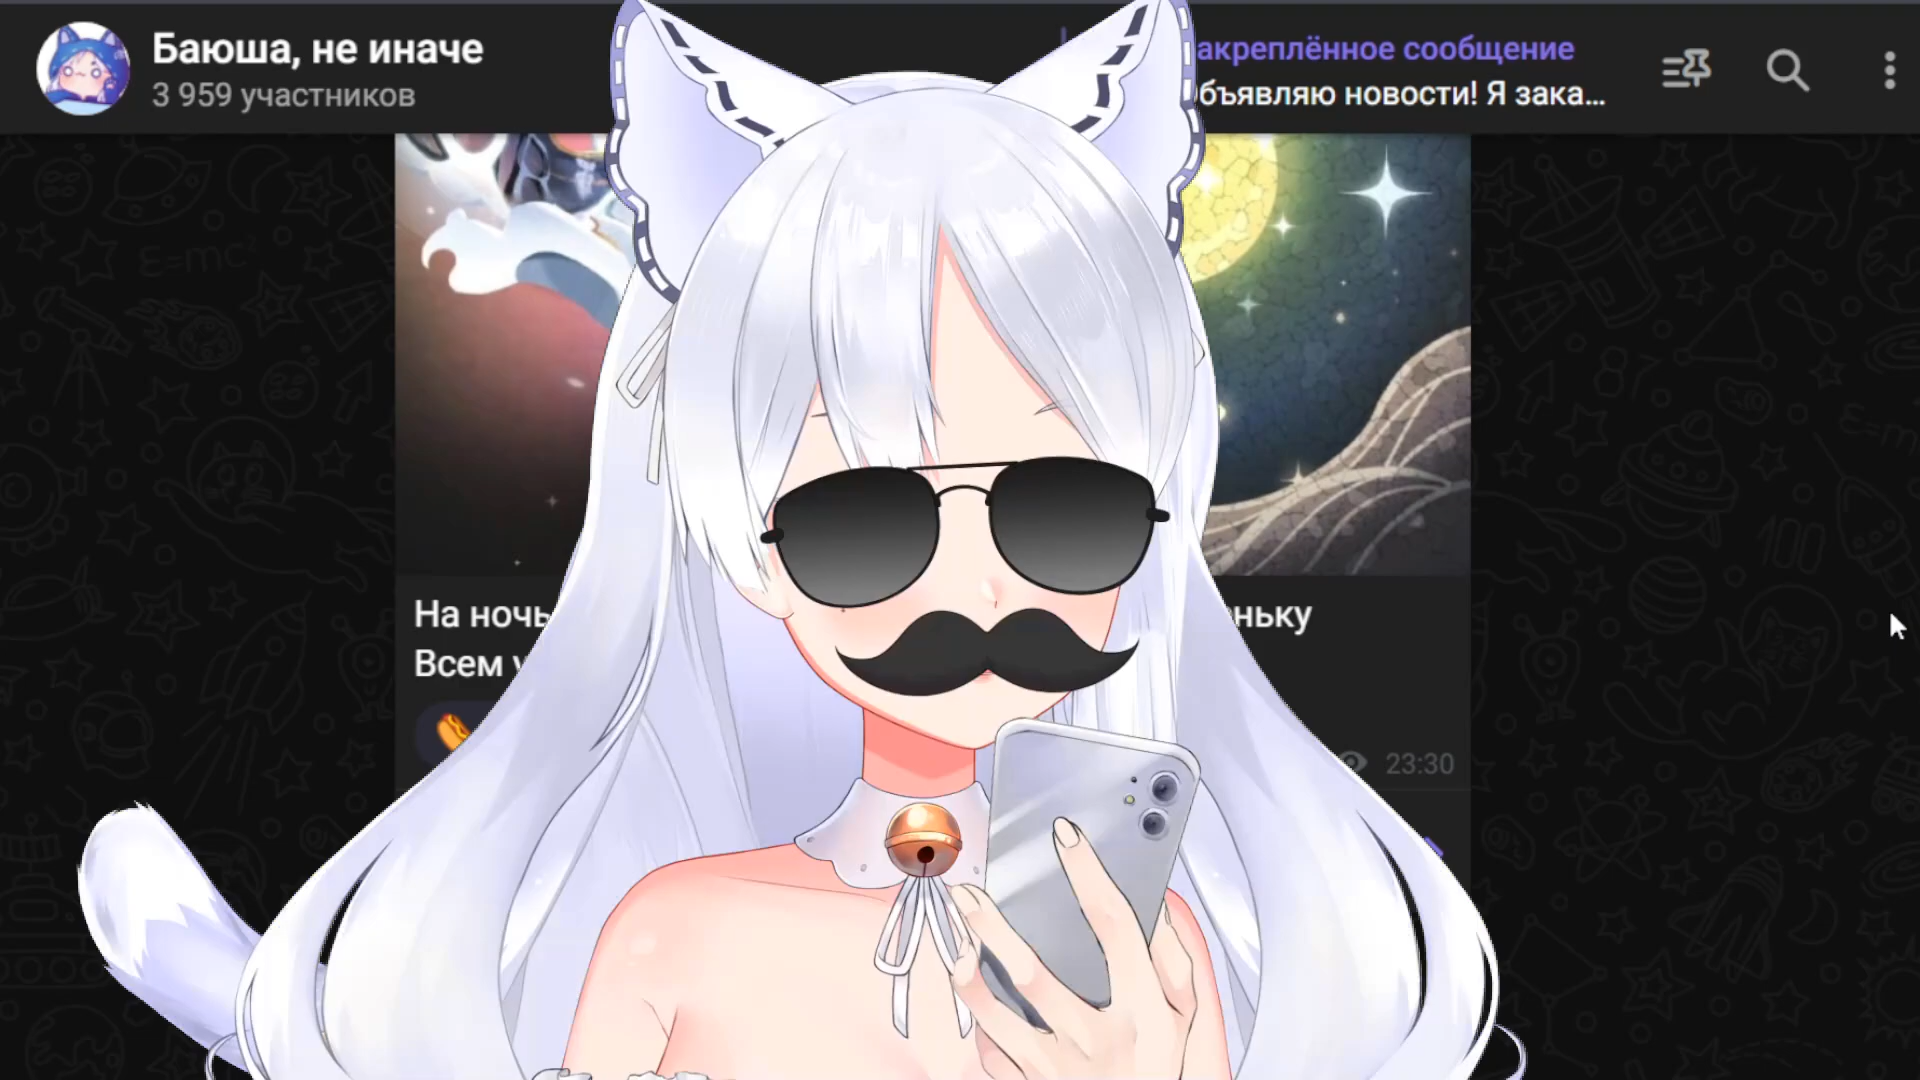 Баюша, не иначе
3 959 участников
акреплённое сообщение
бъявляю новости! Я зака...
На ночь
ньку
Всем
23:30